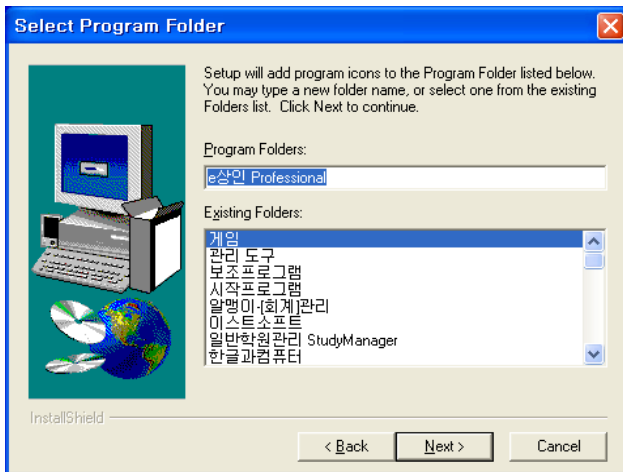 Select Program Folder
Setup will add program icons to the Program Folder listed below.
You may type a new folder name, or select one from the existing
Folders list. Click Next to continue.
Program Folders:
e상인 Professional
Existing Folders:
게임
관리 도구
보조프로그램
시작프로그램
알맹이-[회계]관리
이스트소프트
일반학원관리 StudyManager
한글과컴퓨터
InstallShield
< Back
Next >
Cancel